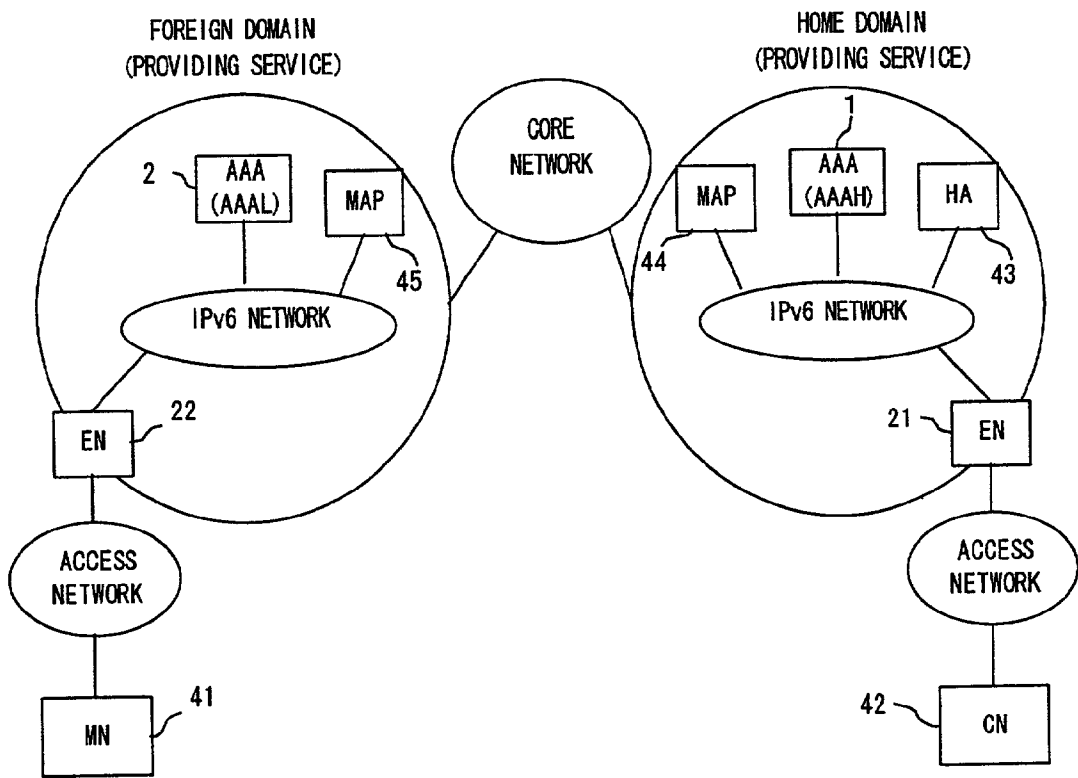 FOREIGN DOMAIN
(PROVIDING SERVICE)
HOME DOMAIN
(PROVIDING SERVICE)
CORE
NETWORK
2
AAA
(AAAL)
MAP
45
IPv6 NETWORK
1
MAP
44
AAA
(AAAH)
HA
43
IPv6 NETWORK
EN
22
21
EN
ACCESS
NETWORK
ACCESS
NETWORK
MN
41
42
CN